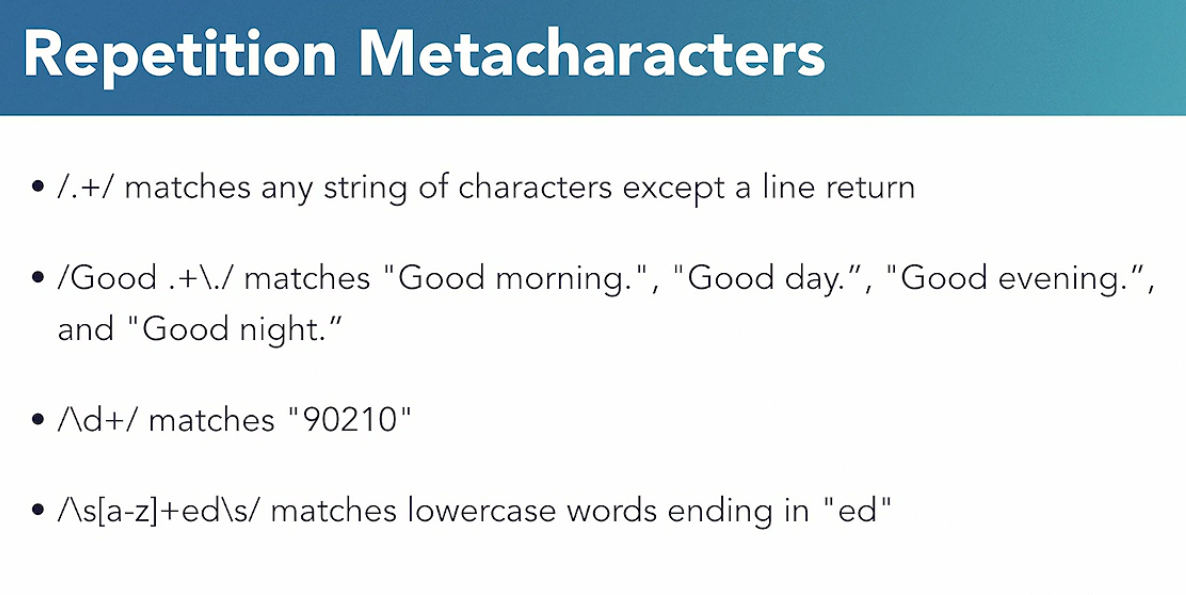 Repetition Metacharacters
• /.+/ matches any string of characters except a line return
• /Good .+\./ matches "Good morning.", "Good day.”, "Good evening.”,
and "Good night.”
• /\d+/ matches "90210"
• /\s[a-z]+ed\s/ matches lowercase words ending in "ed"